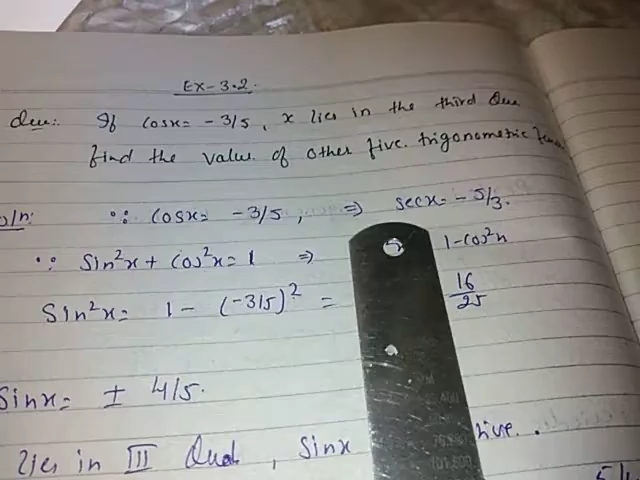 Ex-3.2.
Que: If cosx= -3/5, x lies in the third Qua
find the value of other five trigonometric
oln: ∵ cosx= -3/5, ⇒ secx= -5/3.
∵ Sin²x + Cos²x = 1 ⇒ 1-cos²x
Sin²x = 1 - (-3/5)² = 16/25
Sinx= ± 4/5.
lies in III Quad, Sinx tive.